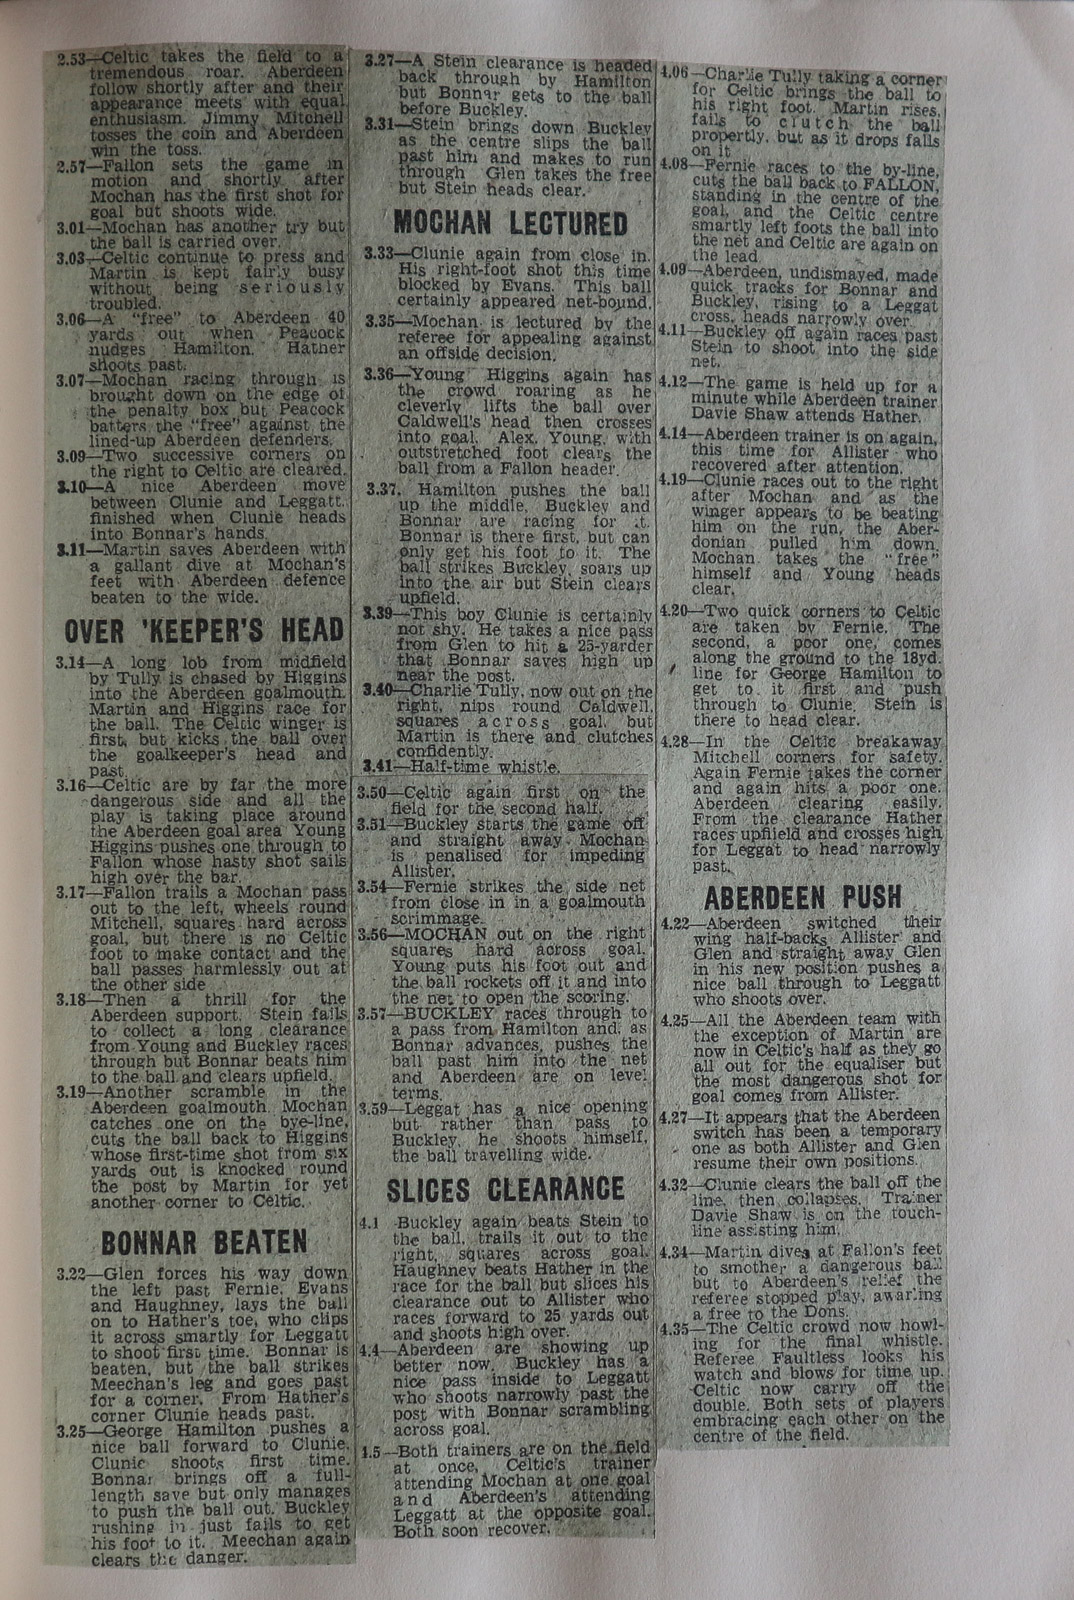 2.53—Celtic takes the field to a
tremendous roar. Aberdeen
follow shortly after and their
appearance meets with equal
enthusiasm. Jimmy Mitchell
tosses the coin and Aberdeen
win the toss.
2.57—Fallon sets the game in
motion and shortly after
Mochan has the first shot for
goal but shoots wide.
3.01—Mochan has another try but
the ball is carried over.
3.03—Celtic continue to press and
Martin is kept fairly busy
without being seriously
troubled.
3.06—A "free" to Aberdeen 40
yards out when Peacock
nudges Hamilton. Hather
shoots past.
3.07—Mochan racing through is
brought down on the edge of
the penalty box but Peacock
batters the "free" against the
lined-up Aberdeen defenders.
3.09—Two successive corners on
the right to Celtic are cleared.
3.10—A nice Aberdeen move
between Clunie and Leggatt.
finished when Clunie heads
into Bonnar's hands.
3.11—Martin saves Aberdeen with
a gallant dive at Mochan's
feet with Aberdeen defence
beaten to the wide.
OVER 'KEEPER'S HEAD
3.14—A long lob from midfield
by Tully is chased by Higgins
into the Aberdeen goalmouth.
Martin and Higgins race for
the ball. The Celtic winger is
first, but kicks the ball over
the goalkeeper's head and
past.
3.16—Celtic are by far the more
dangerous side and all the
play is taking place around
the Aberdeen goal area Young
Higgins pushes one through to
Fallon whose hasty shot sails
high over the bar.
3.17—Fallon trails a Mochan pass
out to the left, wheels round
Mitchell, squares hard across
goal, but there is no Celtic
foot to make contact and the
ball passes harmlessly out at
the other side
3.18—Then a thrill for the
Aberdeen support. Stein fails
to collect a long clearance
from Young and Buckley races
through but Bonnar beats him
to the ball and clears upfield.
3.19—Another scramble in the
Aberdeen goalmouth. Mochan
catches one on the bye-line,
cuts the ball back to Higgins
whose first-time shot from six
yards out is knocked round
the post by Martin for yet
another corner to Celtic.
BONNAR BEATEN
3.22—Glen forces his way down
the left past Fernie, Evans
and Haughney, lays the ball
on to Hather's toe, who clips
it across smartly for Leggatt
to shoot first time. Bonnar is
beaten, but the ball strikes
Meechan's leg and goes past
for a corner. From Hather's
corner Clunie heads past.
3.25—George Hamilton pushes a
nice ball forward to Clunie.
Clunie shoots first time.
Bonnar brings off a full-
length save but only manages
to push the ball out. Buckley
rushing in just fails to get
his foot to it. Meechan again
clears the danger.
3.27—A Stein clearance is headed
back through by Hamilton
but Bonnar gets to the ball
before Buckley.
3.31—Stein brings down Buckley
as the centre slips the ball
past him and makes to run
through Glen takes the free
but Stein heads clear.
MOCHAN LECTURED
3.33—Clunie again from close in.
His right-foot shot this time
blocked by Evans. This ball
certainly appeared net-bound.
3.35—Mochan is lectured by the
referee for appealing against
an offside decision.
3.36—Young Higgins again has
the crowd roaring as he
cleverly lifts the ball over
Caldwell's head then crosses
into goal. Alex. Young, with
outstretched foot clears the
ball from a Fallon header.
3.37. Hamilton pushes the ball
up the middle, Buckley and
Bonnar are racing for it.
Bonnar is there first, but can
only get his foot to it. The
ball strikes Buckley, soars up
into the air but Stein clears
upfield.
3.39—This boy Clunie is certainly
not shy. He takes a nice pass
from Glen to hit a 25-yarder
that Bonnar saves high up
near the post.
3.40—Charlie Tully, now out on the
right, nips round Caldwell,
squares across goal, but
Martin is there and clutches
confidently.
3.41—Half-time whistle.
3.50—Celtic again first on the
field for the second half.
3.51—Buckley starts the game off
and straight away Mochan
is penalised for impeding
Allister.
3.54—Fernie strikes the side net
from close in in a goalmouth
scrimmage.
3.56—MOCHAN out on the right
squares hard across goal.
Young puts his foot out and
the ball rockets off it and into
the net to open the scoring.
3.57—BUCKLEY races through to
a pass from Hamilton and, as
Bonnar advances, pushes the
ball past him into the net
and Aberdeen are on level
terms.
3.59—Leggat has a nice opening
but rather than pass to
Buckley, he shoots himself,
the ball travelling wide.
SLICES CLEARANCE
4.1 Buckley again beats Stein to
the ball, trails it out to the
right, squares across goal.
Haughney beats Hather in the
race for the ball but slices his
clearance out to Allister who
races forward to 25 yards out
and shoots high over.
4.4—Aberdeen are showing up
better now. Buckley has a
nice pass inside to Leggatt
who shoots narrowly past the
post with Bonnar scrambling
across goal.
4.5—Both trainers are on the field
at once, Celtic's trainer
attending Mochan at one goal
and Aberdeen's attending
Leggatt at the opposite goal.
Both soon recover.
4.06—Charlie Tully taking a corner
for Celtic brings the ball to
his right foot. Martin rises,
fails to clutch the ball
propertly, but as it drops falls
on it
4.08—Fernie races to the by-line,
cuts the ball back to FALLON,
standing in the centre of the
goal, and the Celtic centre
smartly left foots the ball into
the net and Celtic are again on
the lead
4.09—Aberdeen, undismayed, made
quick tracks for Bonnar and
Buckley, rising to a Leggat
cross, heads narrowly over.
4.11—Buckley off again races past
Stein to shoot into the side
net.
4.12—The game is held up for a
minute while Aberdeen trainer
Davie Shaw attends Hather.
4.14—Aberdeen trainer is on again,
this time for Allister who
recovered after attention.
4.19—Clunie races out to the right
after Mochan and as the
winger appears to be beating
him on the run, the Aber-
donian pulled him down.
Mochan takes the "free"
himself and Young heads
clear.
4.20—Two quick corners to Celtic
are taken by Fernie. The
second, a poor one, comes
along the ground to the 18yd.
line for George Hamilton to
get to it first and push
through to Clunie. Stein is
there to head clear.
4.28—In the Celtic breakaway
Mitchell corners for safety.
Again Fernie takes the corner
and again hits a poor one.
Aberdeen clearing easily.
From the clearance Hather
races upfield and crosses high
for Leggat to head narrowly
past.
ABERDEEN PUSH
4.22—Aberdeen switched their
wing half-backs Allister and
Glen and straight away Glen
in his new position pushes a
nice ball through to Leggatt
who shoots over.
4.25—All the Aberdeen team with
the exception of Martin are
now in Celtic's half as they go
all out for the equaliser but
the most dangerous shot for
goal comes from Allister.
4.27—It appears that the Aberdeen
switch has been a temporary
one as both Allister and Glen
resume their own positions.
4.32—Clunie clears the ball off the
line, then collapses. Trainer
Davie Shaw is on the touch-
line assisting him.
4.34—Martin dives at Fallon's feet
to smother a dangerous ball
but to Aberdeen's relief the
referee stopped play, awarding
a free to the Dons.
4.35—The Celtic crowd now howl-
ing for the final whistle.
Referee Faultless looks his
watch and blows for time up.
Celtic now carry off the
double. Both sets of players
embracing each other on the
centre of the field.